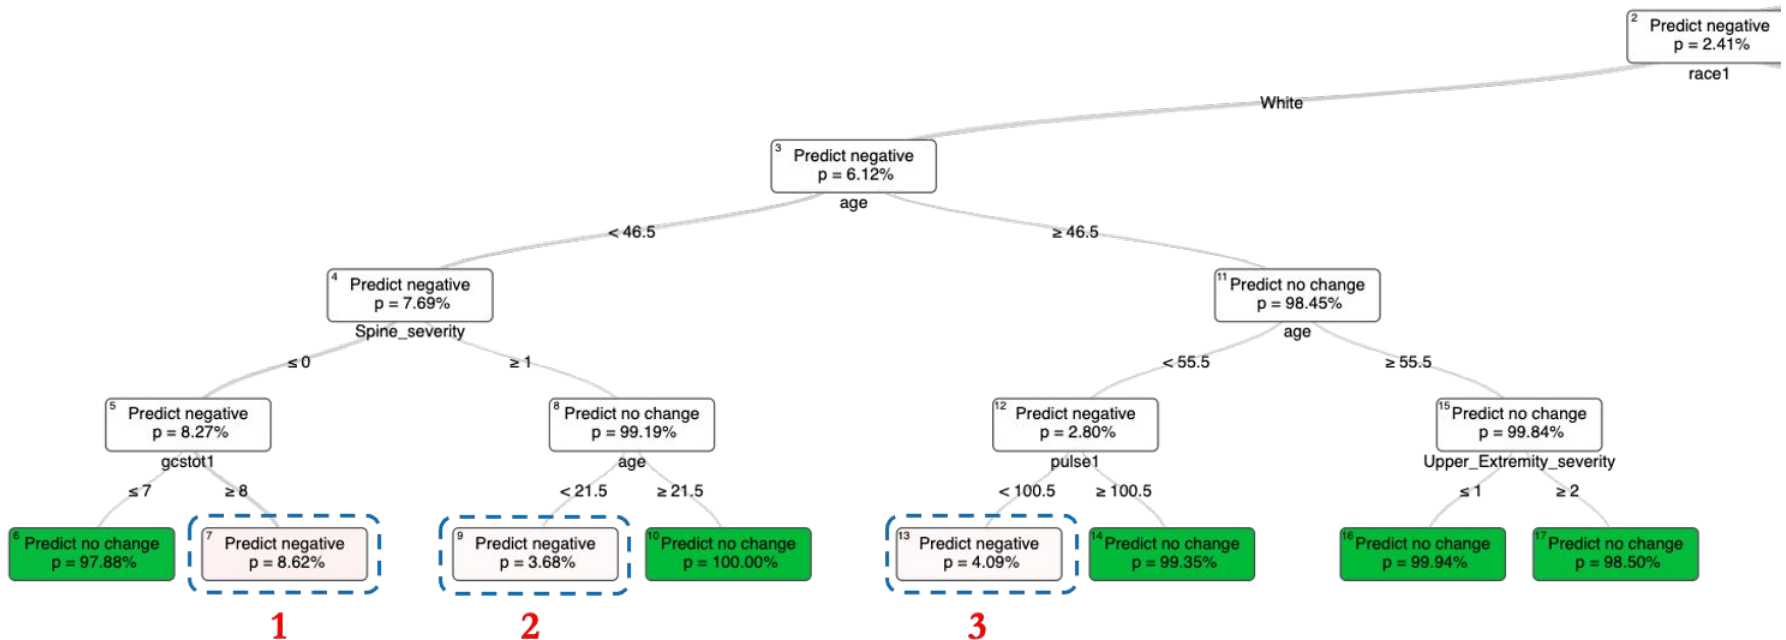 2 Predict negative
p = 2.41%
race1
White
3 Predict negative
p = 6.12%
age
< 46.5
≥ 46.5
4 Predict negative
p = 7.69%
Spine_severity
11 Predict no change
p = 98.45%
age
≤ 0
≥ 1
< 55.5
≥ 55.5
5 Predict negative
p = 8.27%
gcstot1
8 Predict no change
p = 99.19%
age
12 Predict negative
p = 2.80%
pulse1
15 Predict no change
p = 99.84%
Upper_Extremity_severity
≤ 7
≥ 8
< 21.5
≥ 21.5
< 100.5
≥ 100.5
≤ 1
≥ 2
6 Predict no change
p = 97.88%
7 Predict negative
p = 8.62%
9 Predict negative
p = 3.68%
10 Predict no change
p = 100.00%
13 Predict negative
p = 4.09%
14 Predict no change
p = 99.35%
16 Predict no change
p = 99.94%
17 Predict no change
p = 98.50%
1
2
3